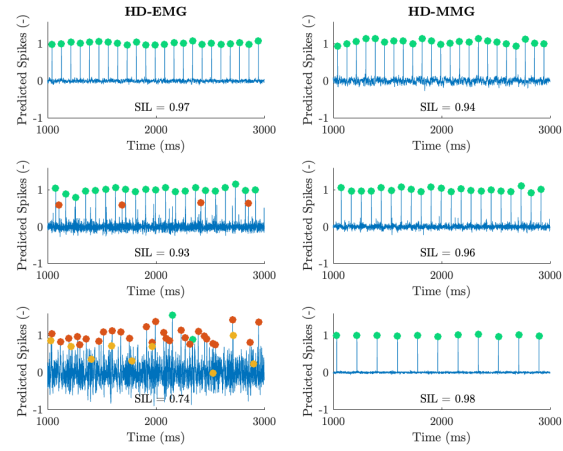 HD-EMG
HD-MMG
Predicted Spikes (-)
1
0
-1
SIL = 0.97
1000 2000 3000
Time (ms)
Predicted Spikes (-)
1
0
-1
SIL = 0.94
1000 2000 3000
Time (ms)
Predicted Spikes (-)
1
0
-1
SIL = 0.93
1000 2000 3000
Time (ms)
Predicted Spikes (-)
1
0
-1
SIL = 0.96
1000 2000 3000
Time (ms)
Predicted Spikes (-)
1
0
-1
SIL = 0.74
1000 2000 3000
Time (ms)
Predicted Spikes (-)
1
0
-1
SIL = 0.98
1000 2000 3000
Time (ms)